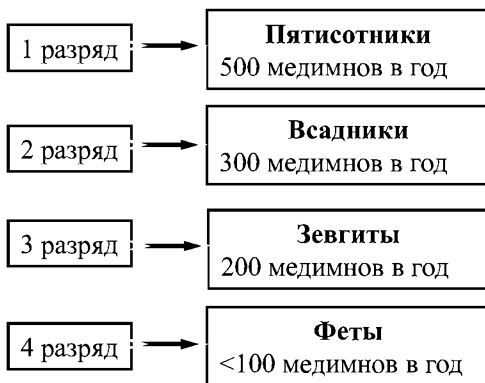 1 разряд
Пятисотники
500 медимнов в год
2 разряд
Всадники
300 медимнов в год
3 разряд
Зевгиты
200 медимнов в год
4 разряд
Феты
<100 медимнов в год